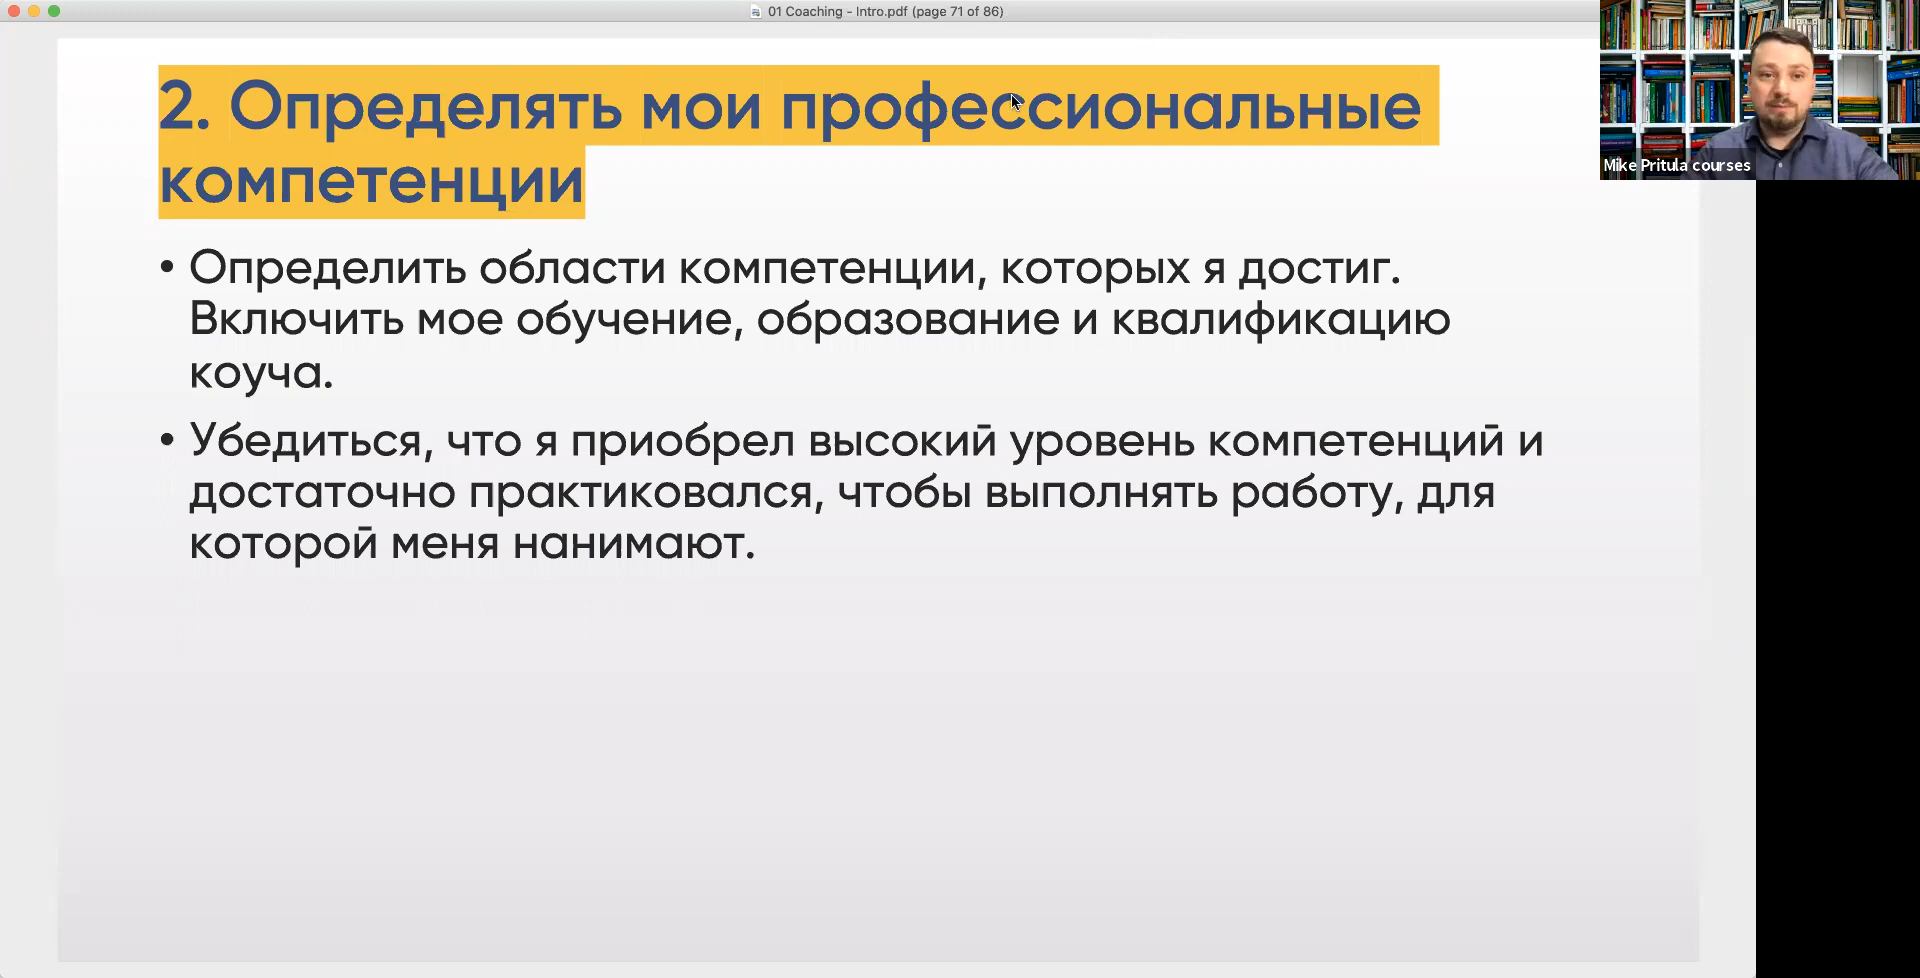 01 Coaching - Intro.pdf (page 71 of 86)
2. Определять мои профессиональные
компетенции
• Определить области компетенции, которых я достиг.
Включить мое обучение, образование и квалификацию
коуча.
• Убедиться, что я приобрел высокий уровень компетенций и
достаточно практиковался, чтобы выполнять работу, для
которой меня нанимают.
Mike Pritula courses